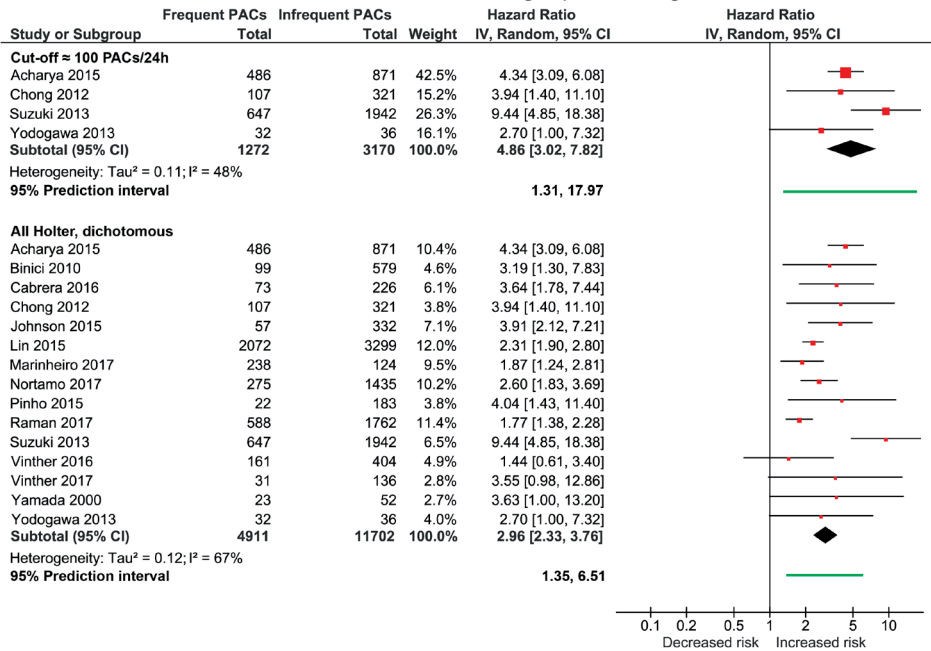 Frequent PACs Infrequent PACs Hazard Ratio Hazard Ratio
Study or Subgroup Total Total Weight IV, Random, 95% CI IV, Random, 95% CI
Cut-off ≈ 100 PACs/24h
Acharya 2015 486 871 42.5% 4.34 [3.09, 6.08]
Chong 2012 107 321 15.2% 3.94 [1.40, 11.10]
Suzuki 2013 647 1942 26.3% 9.44 [4.85, 18.38]
Yodogawa 2013 32 36 16.1% 2.70 [1.00, 7.32]
Subtotal (95% CI) 1272 3170 100.0% 4.86 [3.02, 7.82]
Heterogeneity: Tau² = 0.11; I² = 48%
95% Prediction interval 1.31, 17.97
All Holter, dichotomous
Acharya 2015 486 871 10.4% 4.34 [3.09, 6.08]
Binici 2010 99 579 4.6% 3.19 [1.30, 7.83]
Cabrera 2016 73 226 6.1% 3.64 [1.78, 7.44]
Chong 2012 107 321 3.8% 3.94 [1.40, 11.10]
Johnson 2015 57 332 7.1% 3.91 [2.12, 7.21]
Lin 2015 2072 3299 12.0% 2.31 [1.90, 2.80]
Marinheiro 2017 238 124 9.5% 1.87 [1.24, 2.81]
Nortamo 2017 275 1435 10.2% 2.60 [1.83, 3.69]
Pinho 2015 22 183 3.8% 4.04 [1.43, 11.40]
Raman 2017 588 1762 11.4% 1.77 [1.38, 2.28]
Suzuki 2013 647 1942 6.5% 9.44 [4.85, 18.38]
Vinther 2016 161 404 4.9% 1.44 [0.61, 3.40]
Vinther 2017 31 136 2.8% 3.55 [0.98, 12.86]
Yamada 2000 23 52 2.7% 3.63 [1.00, 13.20]
Yodogawa 2013 32 36 4.0% 2.70 [1.00, 7.32]
Subtotal (95% CI) 4911 11702 100.0% 2.96 [2.33, 3.76]
Heterogeneity: Tau² = 0.12; I² = 67%
95% Prediction interval 1.35, 6.51
0.1 0.2 0.5 1 2 5 10
Decreased risk Increased risk